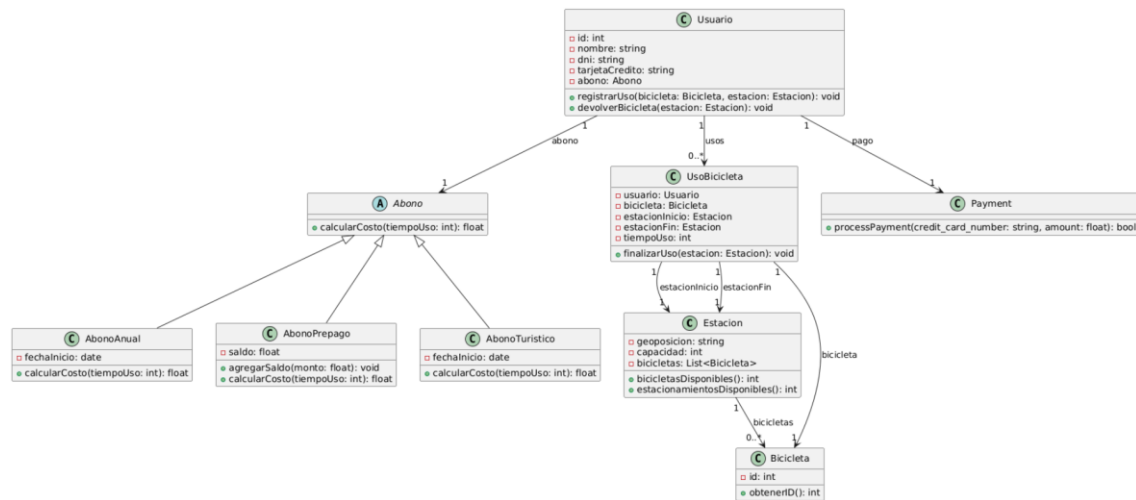 C Usuario
id: int
nombre: string
dni: string
tarjetaCredito: string
abono: Abono
registrarUso(bicicleta: Bicicleta, estacion: Estacion): void
devolverBicicleta(estacion: Estacion): void
1 1 1
abono usos pago
1 0..* 1
A Abono
calcularCosto(tiempoUso: int): float
C UsoBicicleta
usuario: Usuario
bicicleta: Bicicleta
estacionInicio: Estacion
estacionFin: Estacion
tiempoUso: int
finalizarUso(estacion: Estacion): void
C Payment
processPayment(credit_card_number: string, amount: float): bool
1 1 1
estacionInicio estacionFin
1 1
bicicleta
C AbonoAnual
fechaInicio: date
calcularCosto(tiempoUso: int): float
C AbonoPrepago
saldo: float
agregarSaldo(monto: float): void
calcularCosto(tiempoUso: int): float
C AbonoTuristico
fechaInicio: date
calcularCosto(tiempoUso: int): float
C Estacion
geoposicion: string
capacidad: int
bicicletas: List<Bicicleta>
bicicletasDisponibles(): int
estacionamientosDisponibles(): int
1
bicicletas
0..* 1
C Bicicleta
id: int
obtenerID(): int